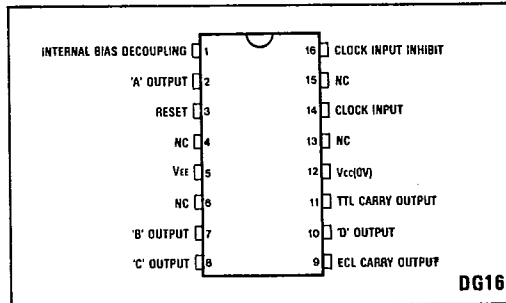 INTERNAL BIAS DECOUPLING 1 16 CLOCK INPUT INHIBIT
'A' OUTPUT 2 15 NC
RESET 3 14 CLOCK INPUT
NC 4 13 NC
VEE 5 12 Vcc(0V)
NC 6 11 TTL CARRY OUTPUT
'B' OUTPUT 7 10 'D' OUTPUT
'C' OUTPUT 8 9 ECL CARRY OUTPUT
DG16